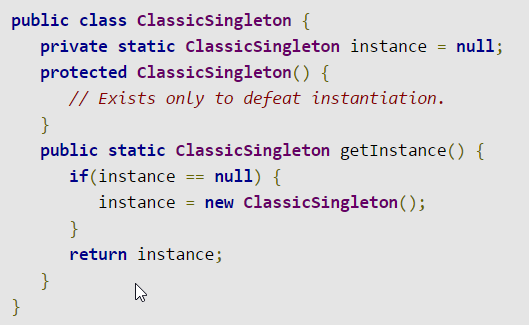 public class ClassicSingleton {
   private static ClassicSingleton instance = null;
   protected ClassicSingleton() {
      // Exists only to defeat instantiation.
   }
   public static ClassicSingleton getInstance() {
      if(instance == null) {
         instance = new ClassicSingleton();
      }
      return instance;
   }
}